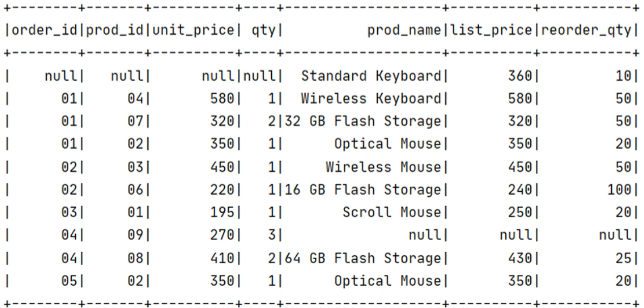 +--------+-------+----------+----+----------------+----------+-----------+
|order_id|prod_id|unit_price| qty|       prod_name|list_price|reorder_qty|
+--------+-------+----------+----+----------------+----------+-----------+
|    null|   null|      null|null|  Standard Keyboard|       360|         10|
|      01|     04|       580|   1|  Wireless Keyboard|       580|         50|
|      01|     07|       320|   2|32 GB Flash Storage|       320|         50|
|      01|     02|       350|   1|      Optical Mouse|       350|         20|
|      02|     03|       450|   1|     Wireless Mouse|       450|         50|
|      02|     06|       220|   1|16 GB Flash Storage|       240|        100|
|      03|     01|       195|   1|       Scroll Mouse|       250|         20|
|      04|     09|       270|   3|               null|      null|       null|
|      04|     08|       410|   2|64 GB Flash Storage|       430|         25|
|      05|     02|       350|   1|      Optical Mouse|       350|         20|
+--------+-------+----------+----+----------------+----------+-----------+